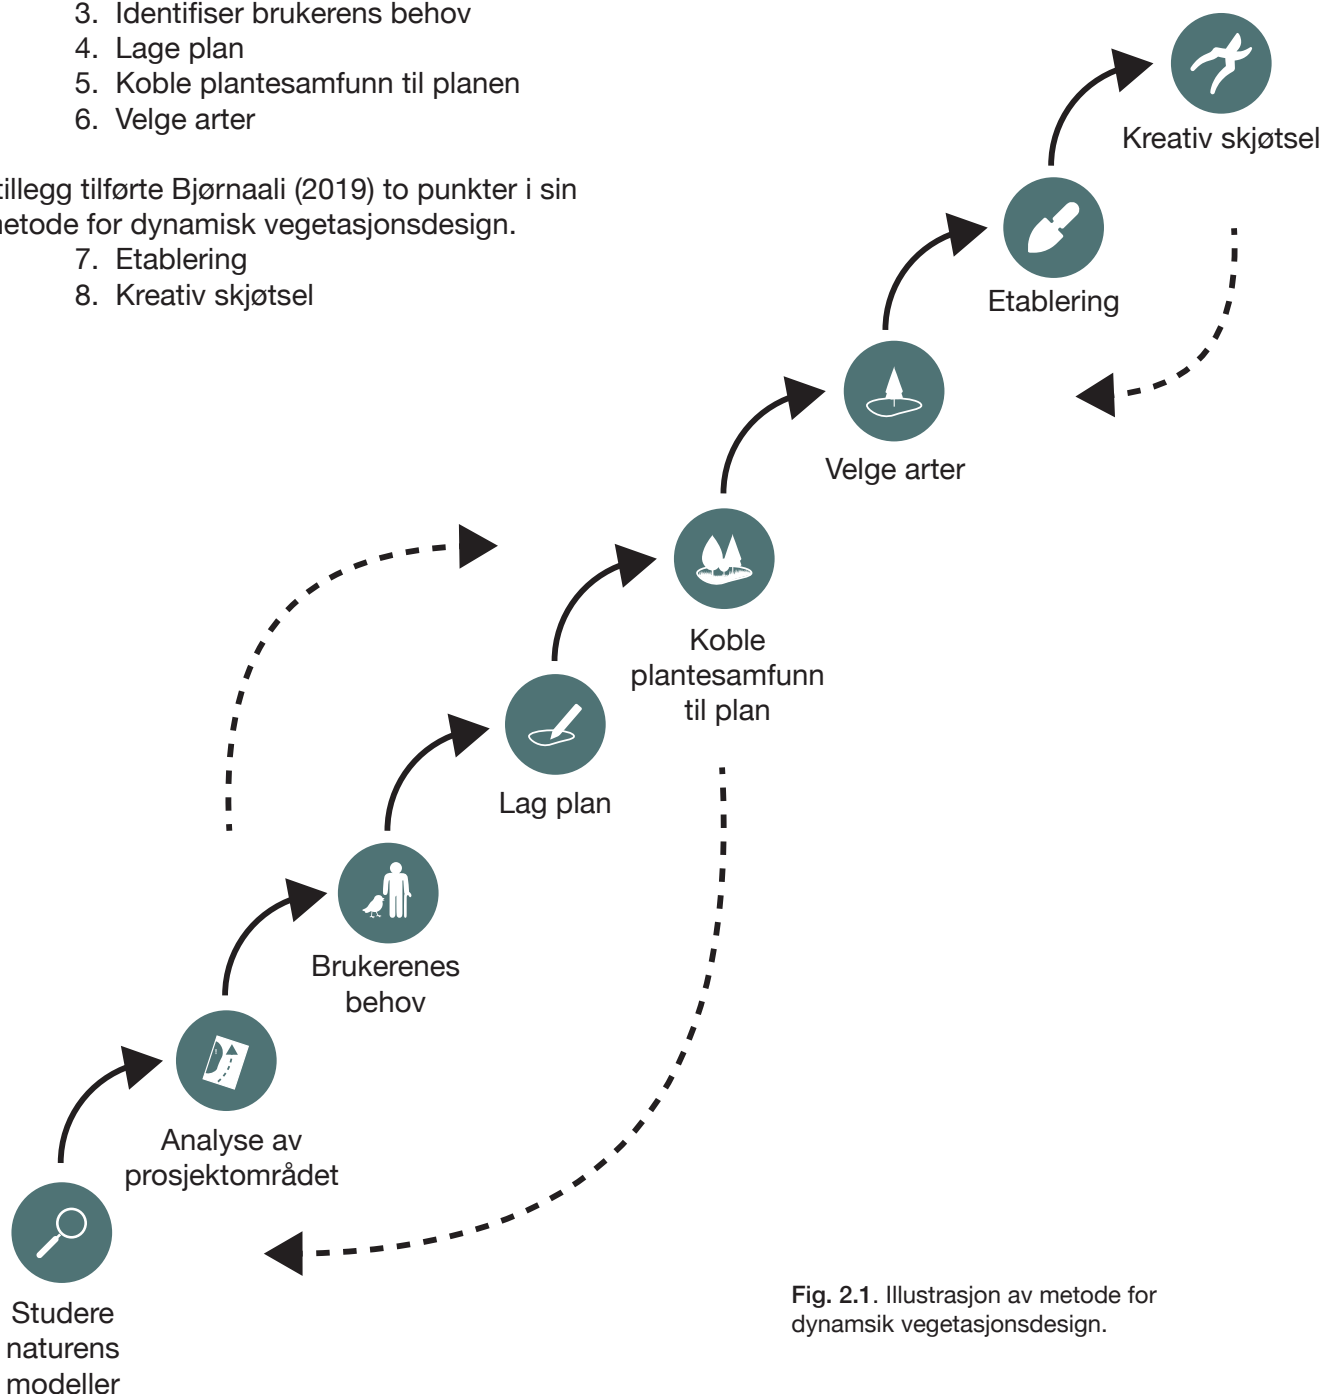 3. Identifiser brukerens behov
4. Lage plan
5. Koble plantesamfunn til planen
6. Velge arter
tillegg tilførte Bjørnaali (2019) to punkter i sin
metode for dynamisk vegetasjonsdesign.
7. Etablering
8. Kreativ skjøtsel
Kreativ skjøtsel
Etablering
Velge arter
Koble
plantesamfunn
til plan
Lag plan
Brukerenes
behov
Analyse av
prosjektområdet
Studere
naturens
modeller
Fig. 2.1. Illustrasjon av metode for
dynamsik vegetasjonsdesign.